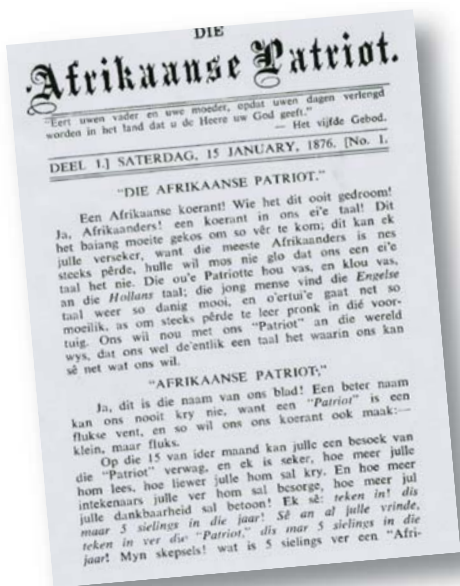 DIE
Afrikaanse Patriot.
"Eert uwen vader en uwe moeder, opdat uwen dagen verlengd
worden in het land dat u de Heere uw God geeft."
— Het vijfde Gebod.
DEEL I.] SATERDAG, 15 JANUARY, 1876. [No. 1,
"DIE AFRIKAANSE PATRIOT."
Een Afrikaanse koerant! Wie het dit ooit gedroom!
Ja, Afrikaanders! een koerant in ons ei'e taal! Dit
het baiang moeite gekos om so vêr te kom; dit kan ek
julle verseker, want die meeste Afrikaanders is nes
steeks pêrde, hulle wil mos nie glo dat ons een ei'e
taal het nie. Die ou'e Patriotte hou vas, en klou vas,
an die Hollans taal; die jong mense vind die Engelse
taal weer so danig mooi, en o'ertui'e gaat net so
moeilik, as om steeks pêrde te leer pronk in dié voor-
tuig. Ons wil nou met ons "Patriot" an die wereld
wys, dat ons wel de'entlik een taal het waarin ons kan
sê net wat ons wil.
"AFRIKAANSE PATRIOT;"
Ja, dit is die naam van ons blad! Een beter naam
kan ons nooit kry nie, want een "Patriot" is een
flukse vent, en so wil ons ons koerant ook maak:—
klein, maar fluks.
Op die 15 van ider maand kan julle een besoek van
die "Patriot" verwag, en ek is seker, hoe meer julle
hom lees, hoe liewer julle hom sal kry. En hoe meer
intekenaars julle ver hom sal besorge, hoe meer jul
julle dankbaarheid sal betoon! Ek sê: teken in! dis
maar 5 sielings in die jaar! Sê an al julle vrinde,
teken in ver die "Patriot," dis mar 5 sielings in die
jaar! Myn skepsels! wat is 5 sielings ver een "Afri-